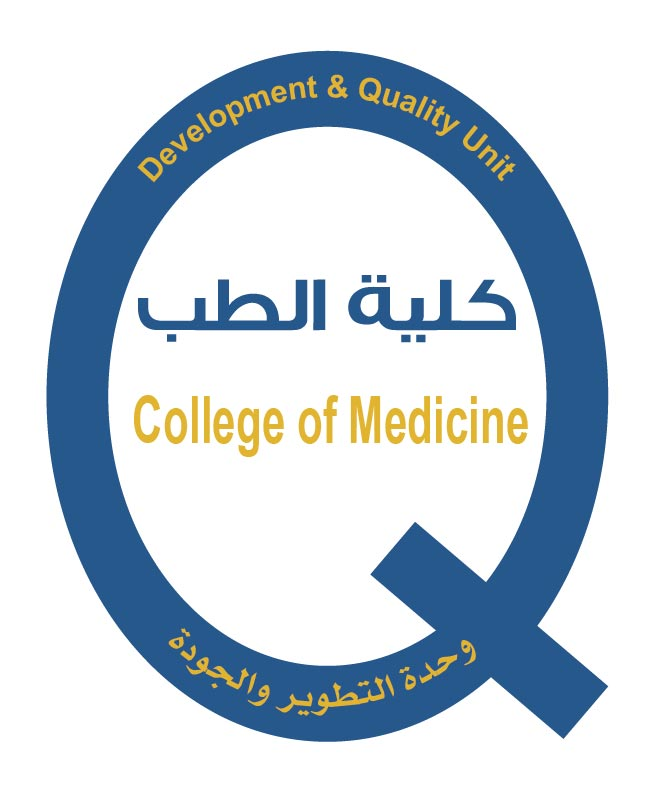 Development & Quality Unit
كلية الطب
College of Medicine
وحدة التطوير والجودة